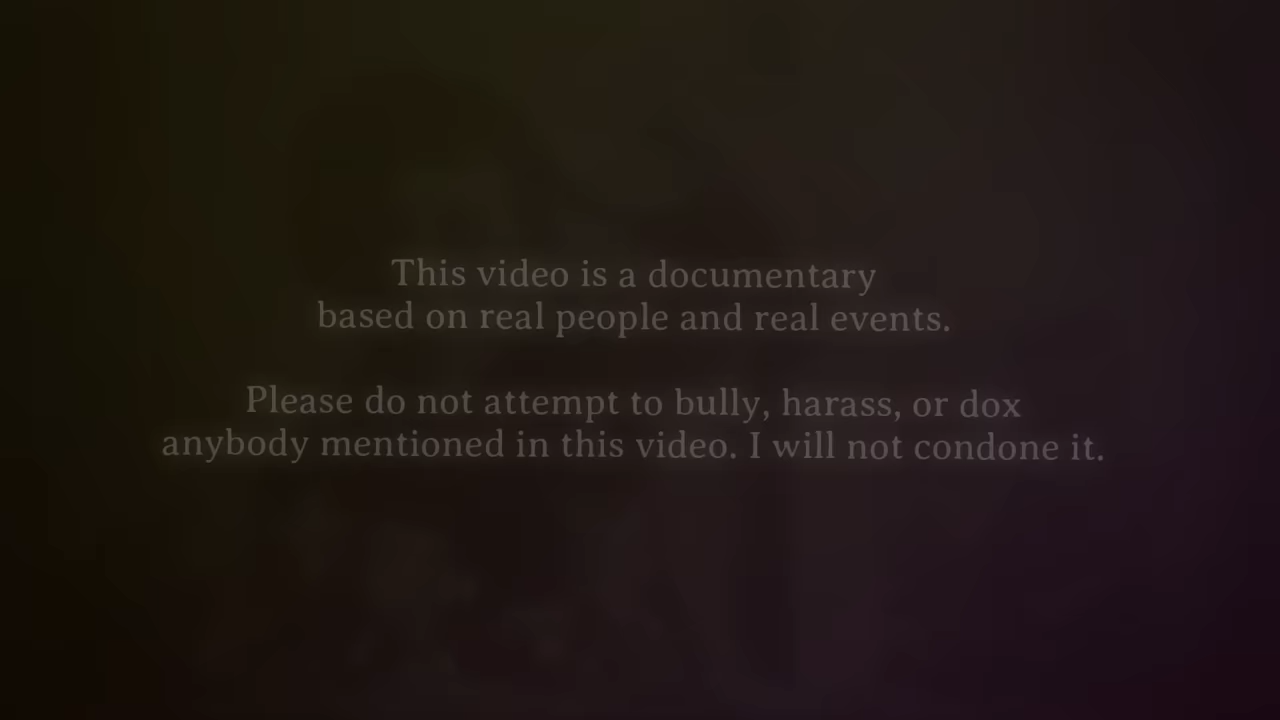 This video is a documentary
based on real people and real events.
Please do not attempt to bully, harass, or dox
anybody mentioned in this video. I will not condone it.